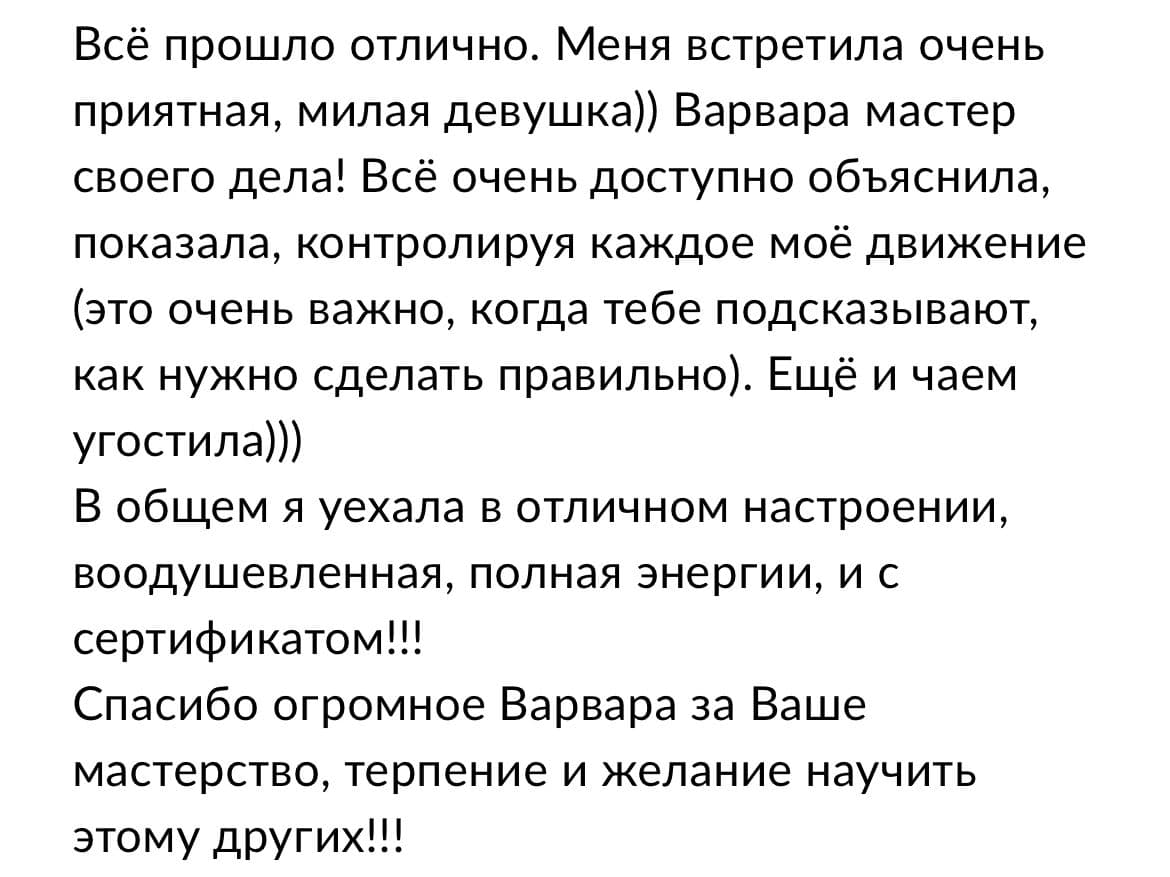 Всё прошло отлично. Меня встретила очень
приятная, милая девушка)) Варвара мастер
своего дела! Всё очень доступно объяснила,
показала, контролируя каждое моё движение
(это очень важно, когда тебе подсказывают,
как нужно сделать правильно). Ещё и чаем
угостила)))
В общем я уехала в отличном настроении,
воодушевленная, полная энергии, и с
сертификатом!!!
Спасибо огромное Варвара за Ваше
мастерство, терпение и желание научить
этому других!!!